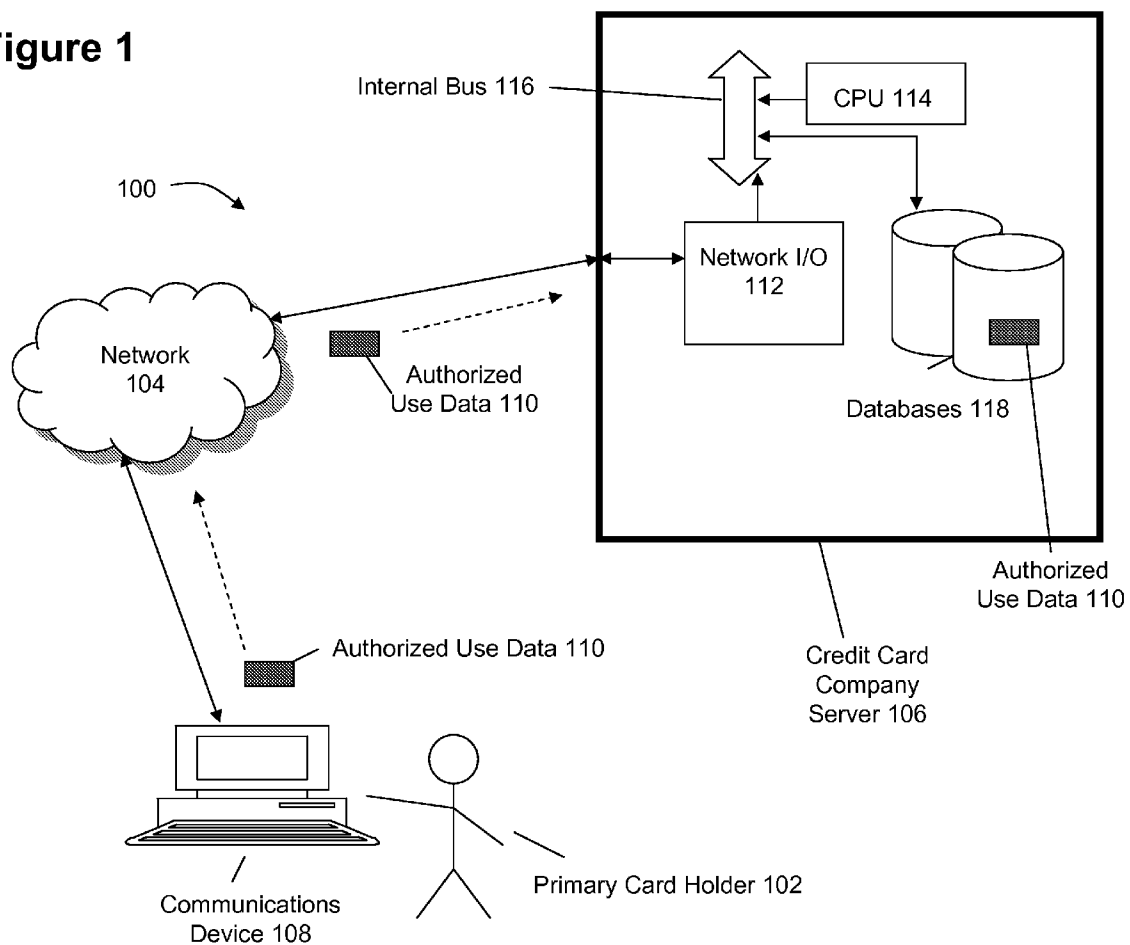 igure 1
Internal Bus 116
CPU 114
100
Network I/O
112
Network
104
Authorized
Use Data 110
Databases 118
Authorized
Use Data 110
Authorized Use Data 110
Credit Card
Company
Server 106
Primary Card Holder 102
Communications
Device 108